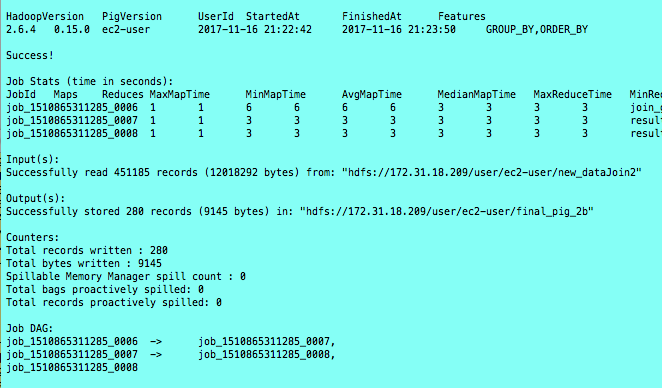 HadoopVersion PigVersion UserId StartedAt FinishedAt Features
2.6.4 0.15.0 ec2-user 2017-11-16 21:22:42 2017-11-16 21:23:50 GROUP_BY,ORDER_BY
Success!
Job Stats (time in seconds):
JobId Maps Reduces MaxMapTime MinMapTime AvgMapTime MedianMapTime MaxReduceTime MinRed
job_1510865311285_0006 1 1 6 6 6 6 3 3 3 3 join_g
job_1510865311285_0007 1 1 3 3 3 3 3 3 3 3 result
job_1510865311285_0008 1 1 3 3 3 3 3 3 3 3 result
Input(s):
Successfully read 451185 records (12018292 bytes) from: "hdfs://172.31.18.209/user/ec2-user/new_dataJoin2"
Output(s):
Successfully stored 280 records (9145 bytes) in: "hdfs://172.31.18.209/user/ec2-user/final_pig_2b"
Counters:
Total records written : 280
Total bytes written : 9145
Spillable Memory Manager spill count : 0
Total bags proactively spilled: 0
Total records proactively spilled: 0
Job DAG:
job_1510865311285_0006 -> job_1510865311285_0007,
job_1510865311285_0007 -> job_1510865311285_0008,
job_1510865311285_0008